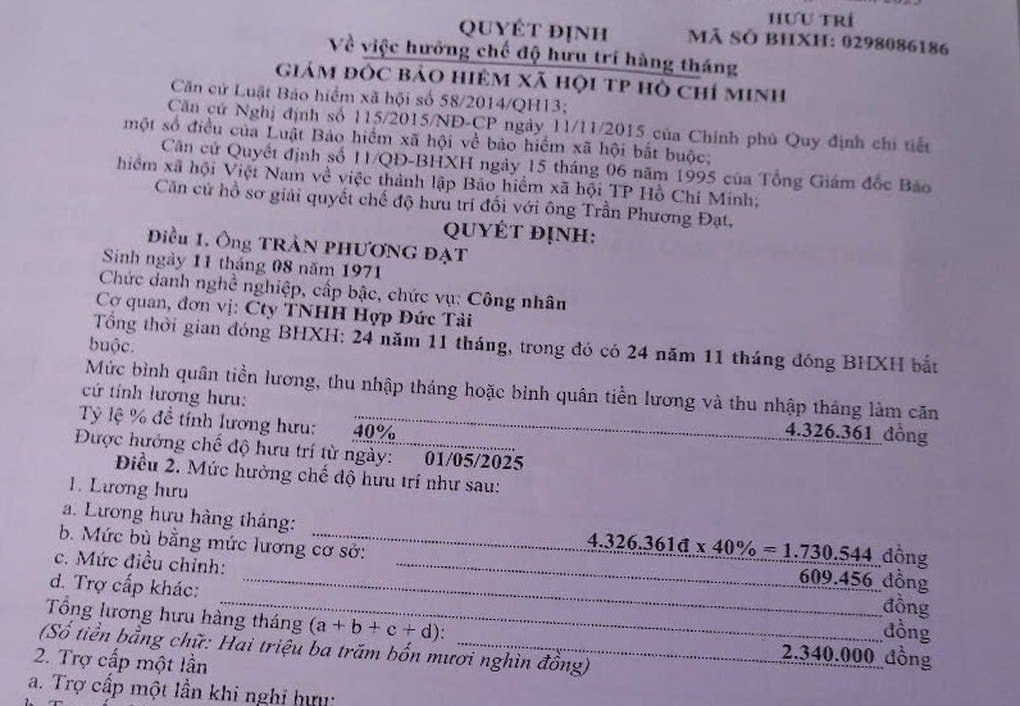 HƯU TRÍ
QUYẾT ĐỊNH
MÃ SỐ BHXH: 0298086186
Về việc hưởng chế độ hưu trí hàng tháng
GIÁM ĐỐC BẢO HIỂM XÃ HỘI TP HỒ CHÍ MINH
Căn cứ Luật Bảo hiểm xã hội số 58/2014/QH13;
Căn cứ Nghị định số 115/2015/NĐ-CP ngày 11/11/2015 của Chính phủ Quy định chi tiết
một số điều của Luật Bảo hiểm xã hội về bảo hiểm xã hội bắt buộc;
Căn cứ Quyết định số 11/QĐ-BHXH ngày 15 tháng 06 năm 1995 của Tổng Giám đốc Bảo
hiểm xã hội Việt Nam về việc thành lập Bảo hiểm xã hội TP Hồ Chí Minh;
Căn cứ hồ sơ giải quyết chế độ hưu trí đối với ông Trần Phương Đạt,
QUYẾT ĐỊNH:
Điều 1. Ông TRẦN PHƯƠNG ĐẠT
Sinh ngày 11 tháng 08 năm 1971
Chức danh nghề nghiệp, cấp bậc, chức vụ: Công nhân
Cơ quan, đơn vị: Cty TNHH Hợp Đức Tài
Tổng thời gian đóng BHXH: 24 năm 11 tháng, trong đó có 24 năm 11 tháng đóng BHXH bắt
buộc.
Mức bình quân tiền lương, thu nhập tháng hoặc bình quân tiền lương và thu nhập tháng làm căn
cứ tính lương hưu: 4.326.361 đồng
Tỷ lệ % để tính lương hưu: 40%
Được hưởng chế độ hưu trí từ ngày: 01/05/2025
Điều 2. Mức hưởng chế độ hưu trí như sau:
1. Lương hưu
a. Lương hưu hàng tháng: 4.326.361đ x 40% = 1.730.544 đồng
b. Mức bù bằng mức lương cơ sở: 609.456 đồng
c. Mức điều chỉnh: đồng
d. Trợ cấp khác: đồng
Tổng lương hưu hàng tháng (a + b + c + d): 2.340.000 đồng
(Số tiền bằng chữ: Hai triệu ba trăm bốn mươi nghìn đồng)
2. Trợ cấp một lần
a. Trợ cấp một lần khi nghỉ hưu: